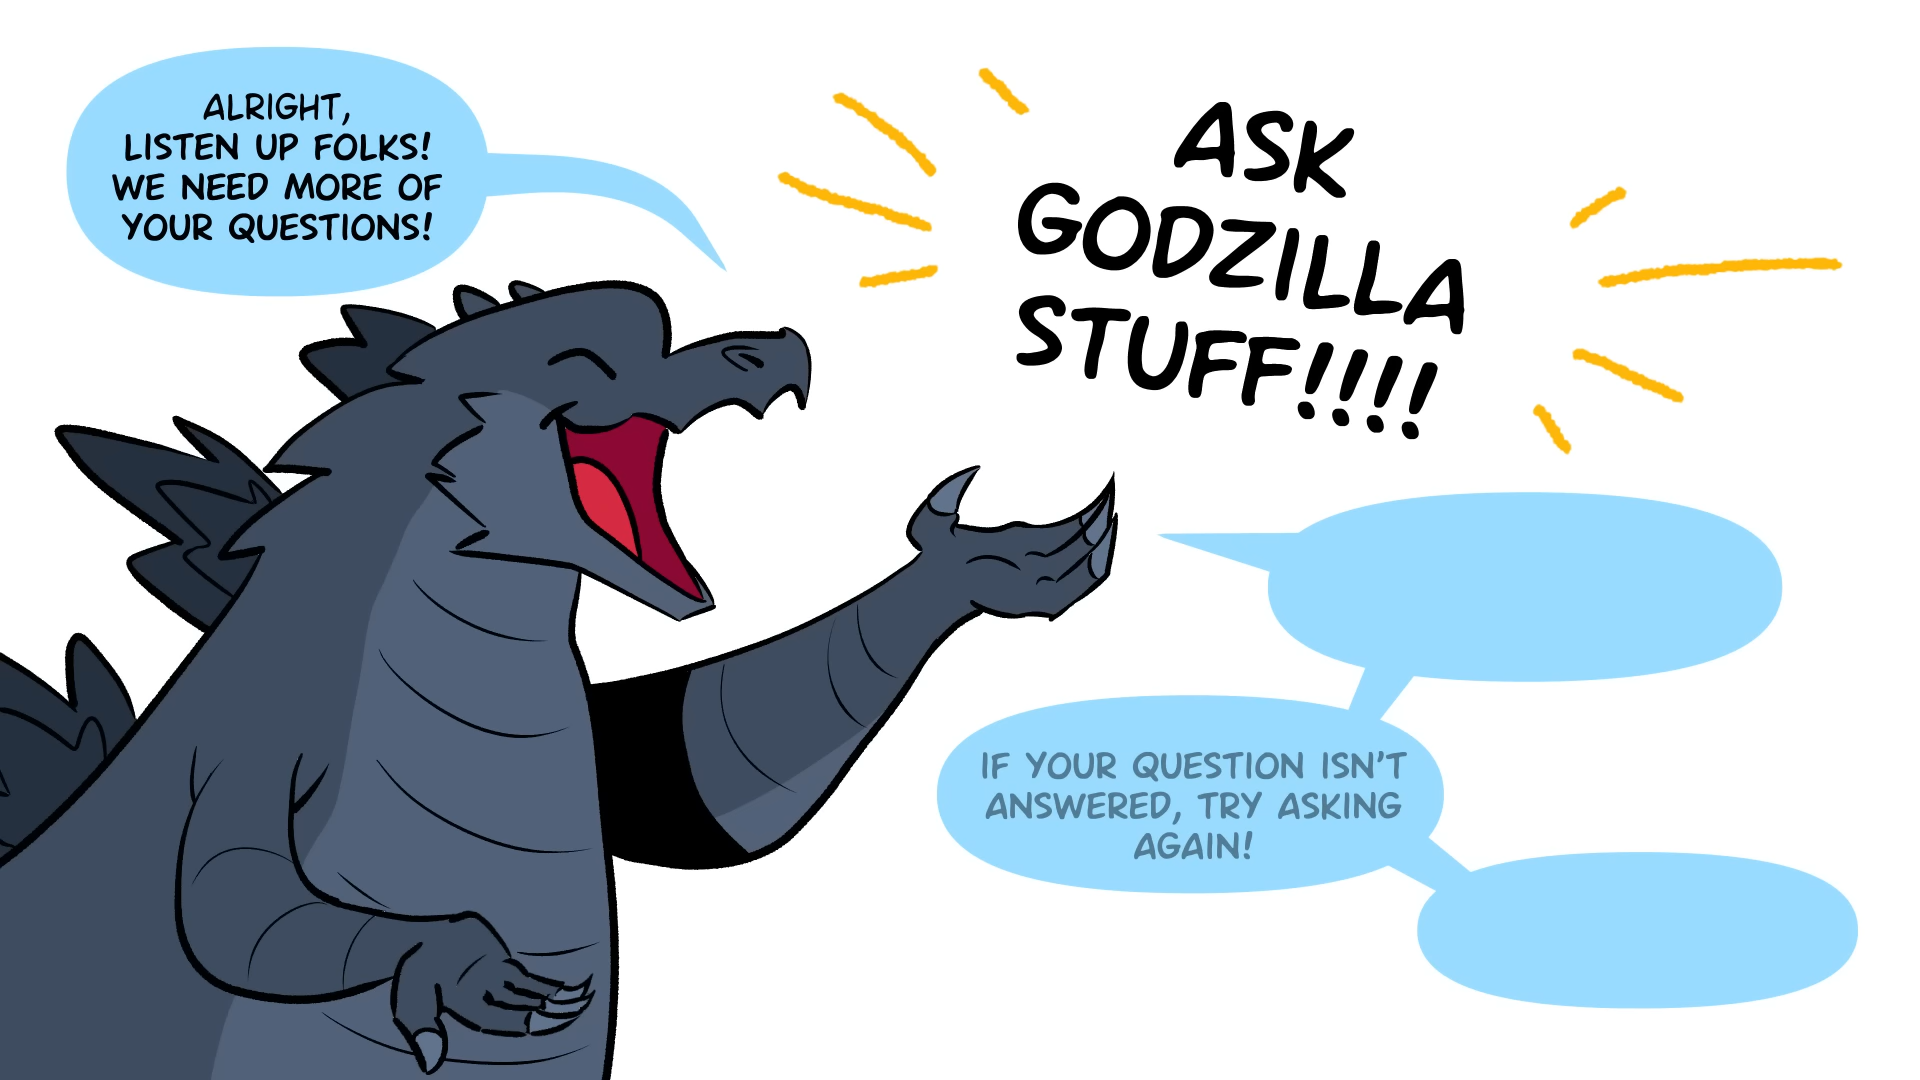 ALRIGHT,
LISTEN UP FOLKS!
WE NEED MORE OF
YOUR QUESTIONS!
ASK
GODZILLA
STUFF!!!!
IF YOUR QUESTION ISN'T
ANSWERED, TRY ASKING
AGAIN!